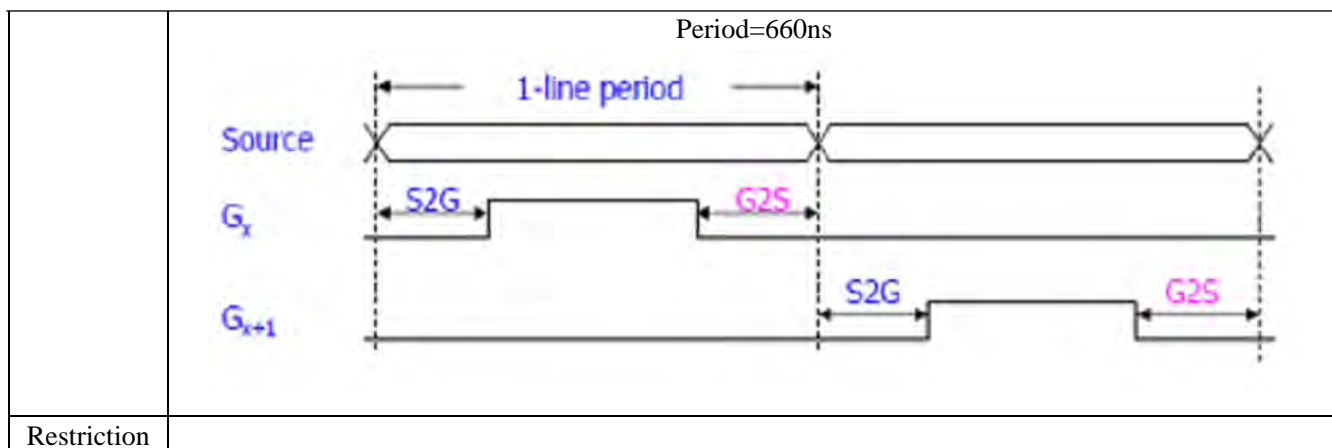 Period=660ns
1-line period
Source
S2G
G2S
Gx
S2G
G2S
Gx+1
Restriction